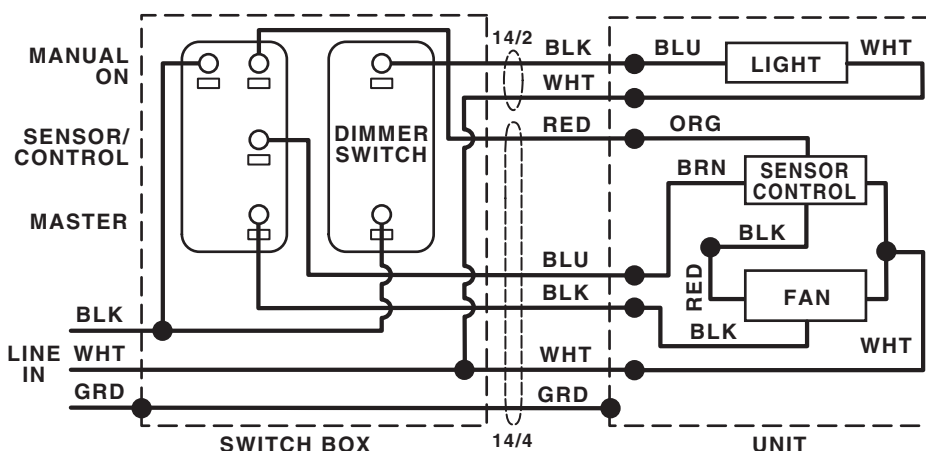 14/2
MANUAL
ON
BLK
BLU
LIGHT
WHT
WHT
SENSOR/
CONTROL
DIMMER
SWITCH
RED
ORG
BRN
SENSOR
CONTROL
MASTER
BLK
BLU
RED
FAN
BLK
BLK
BLK
LINE
IN
WHT
WHT
WHT
GRD
GRD
SWITCH BOX
14/4
UNIT